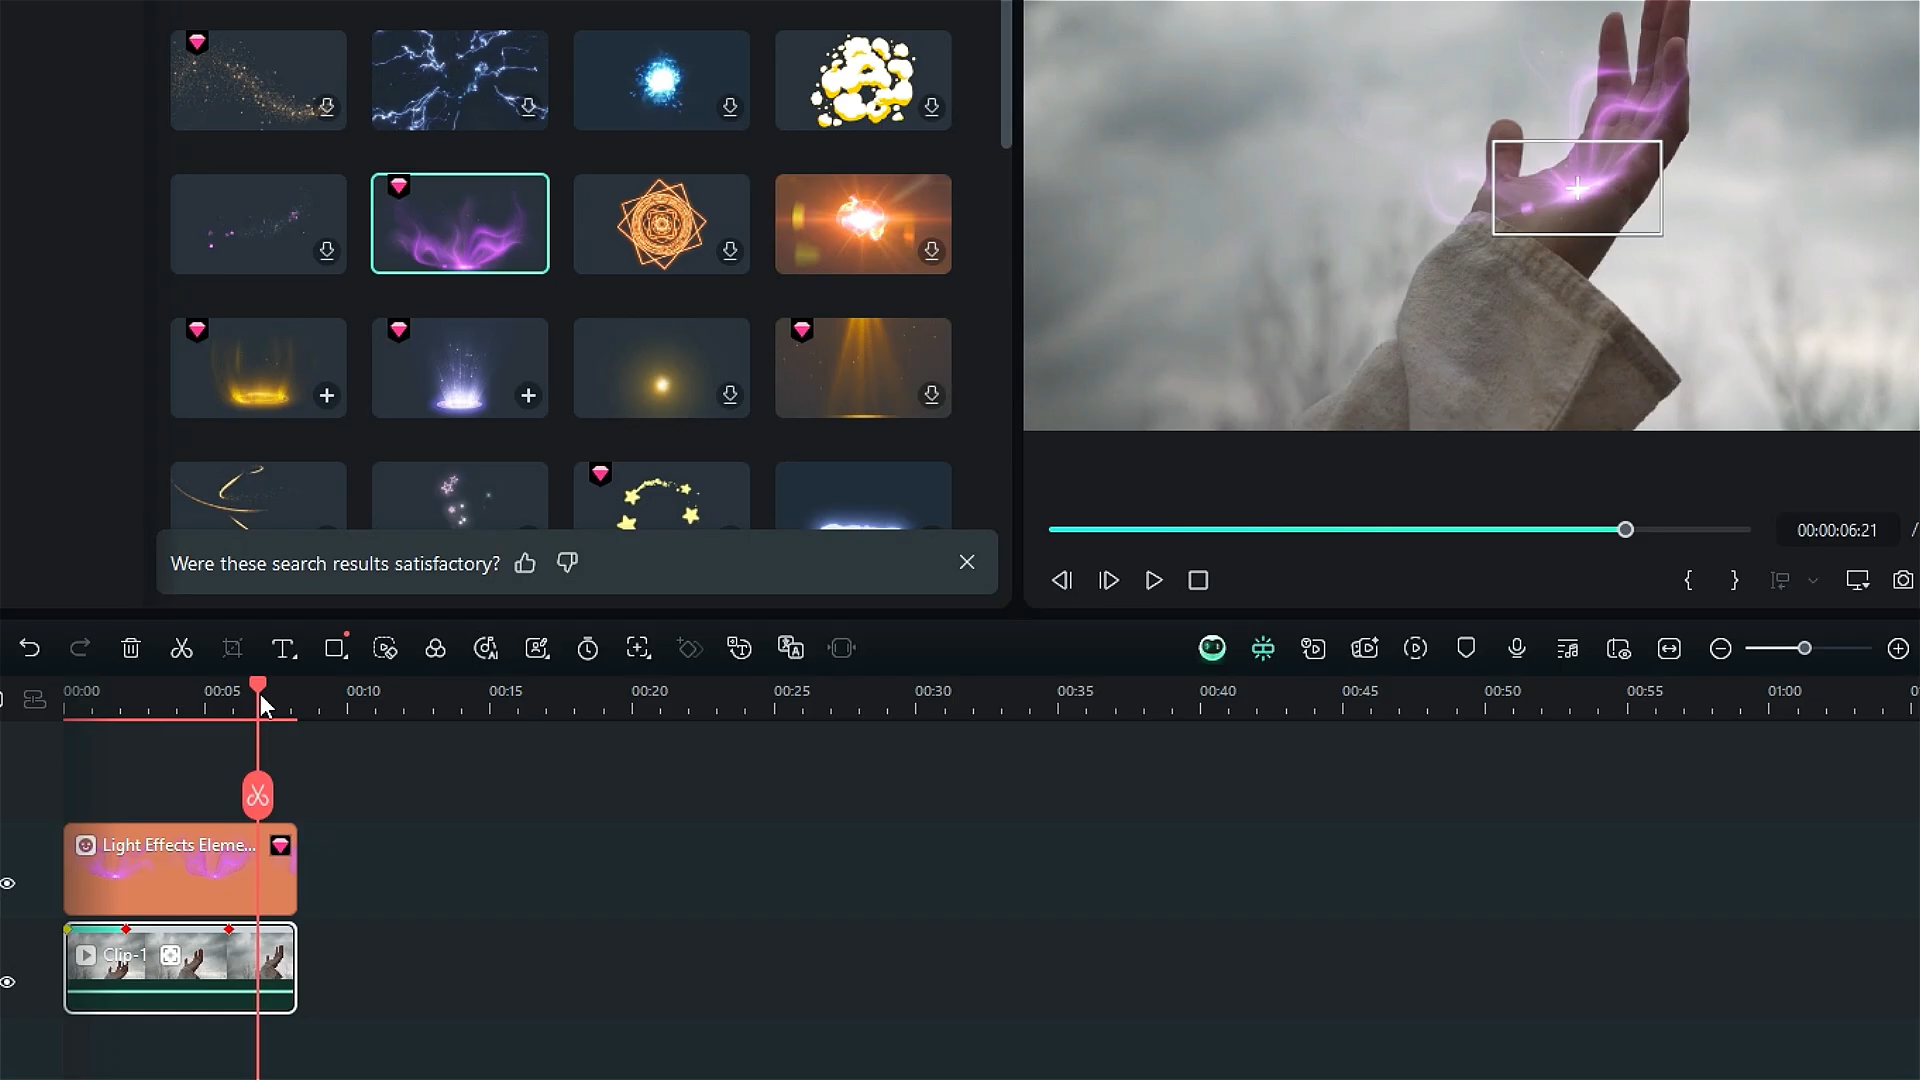 Were these search results satisfactory?
00:00:06:21 /
00:00 00:05 00:10 00:15 00:20 00:25 00:30 00:35 00:40 00:45 00:50 00:55 01:00
Light Effects Eleme...
Clip-1